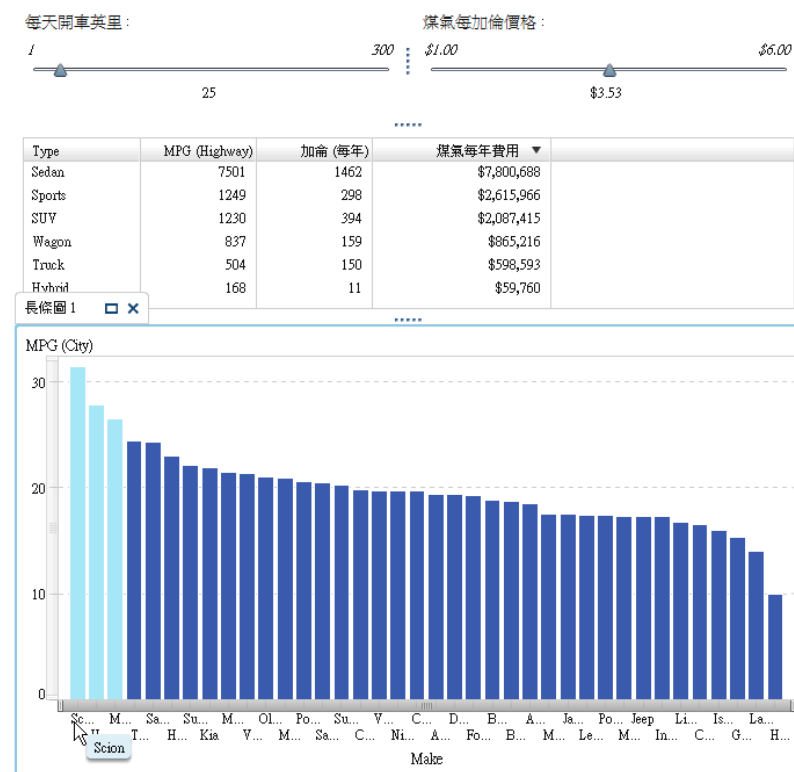 每天開車英里: 煤氣每加倫價格:
1 300 $1.00 $6.00
25 $3.53
Type MPG (Highway) 加侖 (每年) 煤氣每年費用 ▼
Sedan 7501 1462 $7,800,688
Sports 1249 298 $2,615,966
SUV 1230 394 $2,087,415
Wagon 837 159 $865,216
Truck 504 150 $598,593
Hybrid 168 11 $59,760
長條圖 1
MPG (City)
30
20
10
0
Sc... M... Sa... Su... M... Ol... Po... Su... V... C... D... B... A... Ja... Po... Jeep Li... Is... La...
T... H... Kia V... M... Sa... C... Ni... A... Fo... B... M... Le... M... In... C... G... H...
Scion
Make